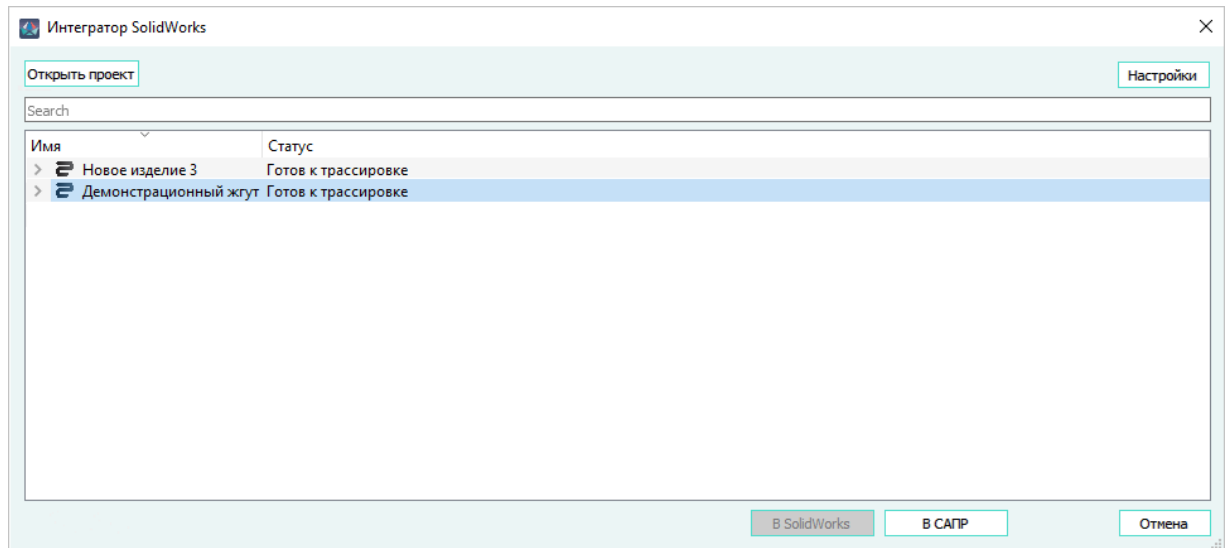 Интегратор SolidWorks
Открыть проект Настройки
Search
Имя Статус
Новое изделие 3 Готов к трассировке
Демонстрационный жгут Готов к трассировке
В SolidWorks В САПР Отмена